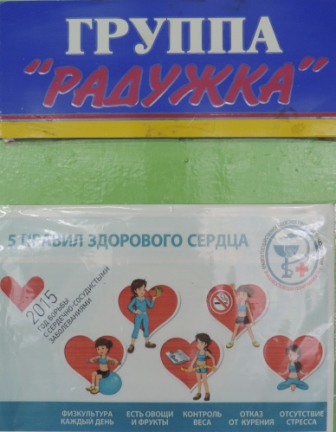 ГРУППА
"РАДУЖКА"
5 ПРАВИЛ ЗДОРОВОГО СЕРДЦА
2015
ГОД БОРЬБЫ
С СЕРДЕЧНО-СОСУДИСТЫМИ
ЗАБОЛЕВАНИЯМИ
ФИЗКУЛЬТУРА
КАЖДЫЙ ДЕНЬ
ЕСТЬ ОВОЩИ
И ФРУКТЫ
КОНТРОЛЬ
ВЕСА
ОТКАЗ
ОТ КУРЕНИЯ
ОТСУТСТВИЕ
СТРЕССА